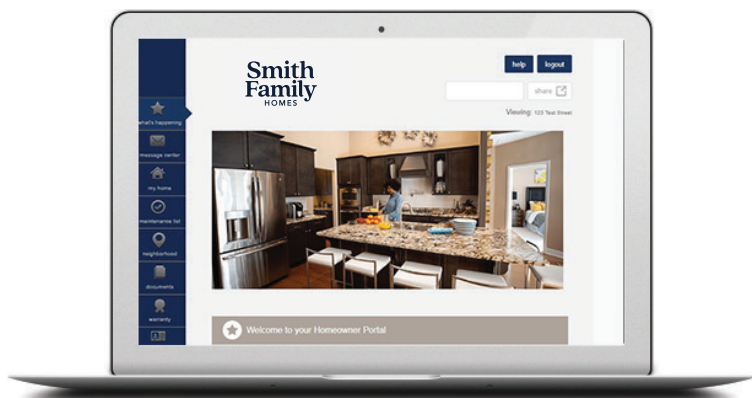 Smith
Family
HOMES
help
logout
share
Viewing: 123 Test Street
what's happening
message center
my home
maintenance list
neighborhood
documents
warranty
Welcome to your Homeowner Portal